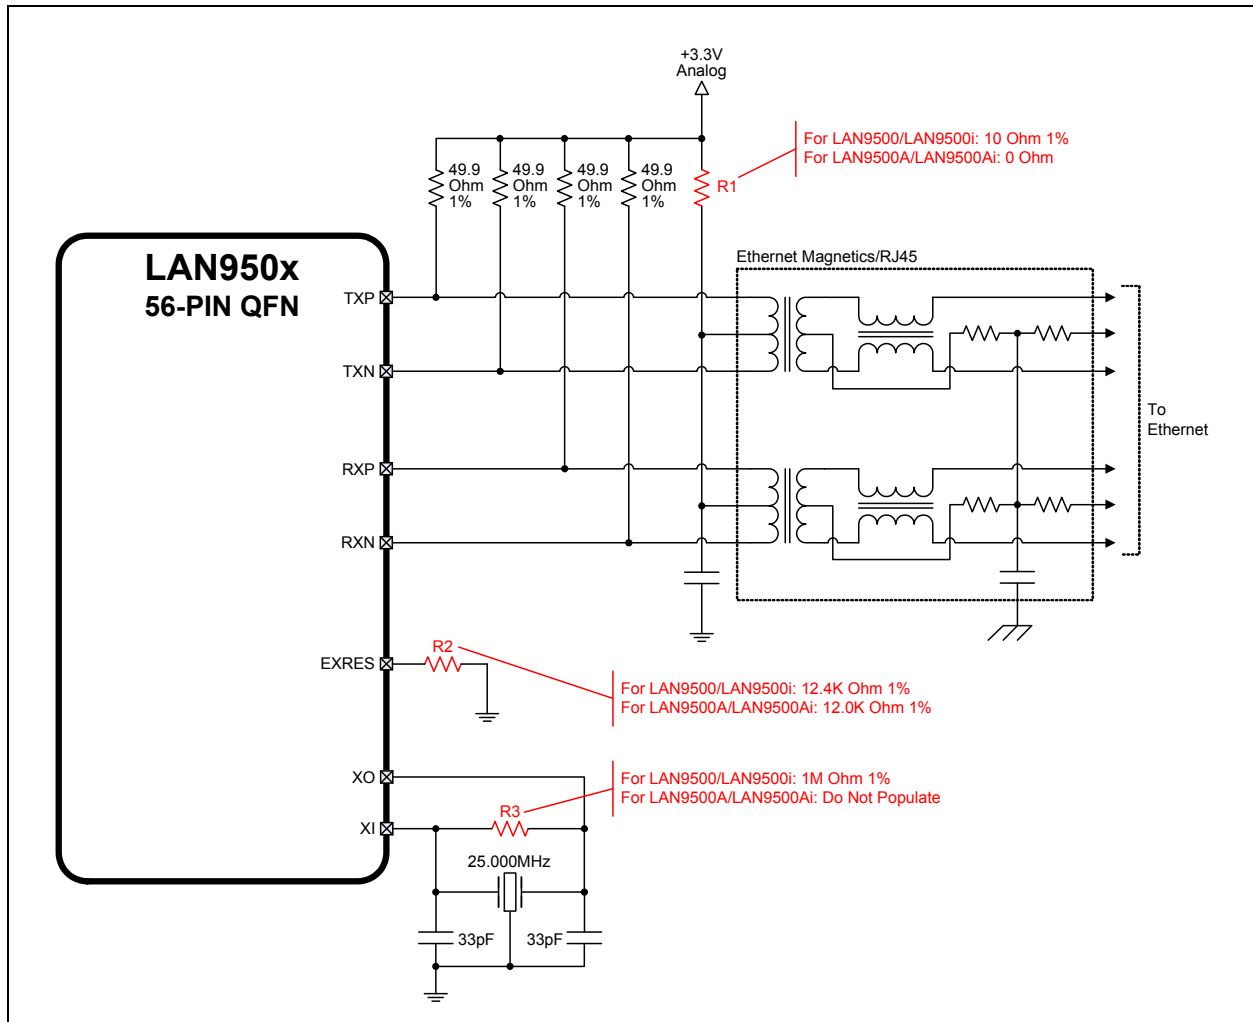 +3.3V
Analog
For LAN9500/LAN9500i: 10 Ohm 1%
For LAN9500A/LAN9500Ai: 0 Ohm
49.9
Ohm
1%
49.9
Ohm
1%
49.9
Ohm
1%
49.9
Ohm
1%
R1
LAN950x
56-PIN QFN
Ethernet Magnetics/RJ45
TXP
TXN
RXP
RXN
To
Ethernet
EXRES
R2
For LAN9500/LAN9500i: 12.4K Ohm 1%
For LAN9500A/LAN9500Ai: 12.0K Ohm 1%
XO
XI
R3
For LAN9500/LAN9500i: 1M Ohm 1%
For LAN9500A/LAN9500Ai: Do Not Populate
25.000MHz
33pF
33pF